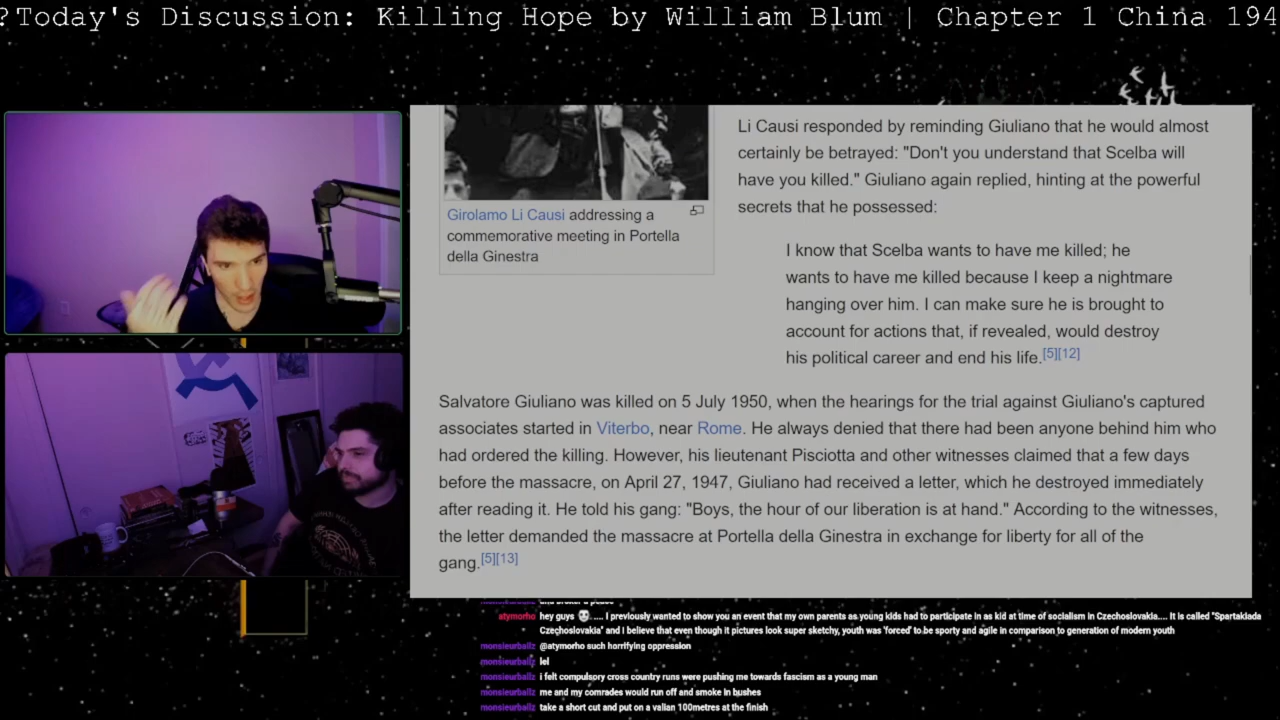 ?Today's Discussion: Killing Hope by William Blum | Chapter 1 China 194
Li Causi responded by reminding Giuliano that he would almost
certainly be betrayed: "Don't you understand that Scelba will
have you killed." Giuliano again replied, hinting at the powerful
secrets that he possessed:
Girolamo Li Causi addressing a
commemorative meeting in Portella
della Ginestra
I know that Scelba wants to have me killed; he
wants to have me killed because I keep a nightmare
hanging over him. I can make sure he is brought to
account for actions that, if revealed, would destroy
his political career and end his life.[5][12]
Salvatore Giuliano was killed on 5 July 1950, when the hearings for the trial against Giuliano's captured
associates started in Viterbo, near Rome. He always denied that there had been anyone behind him who
had ordered the killing. However, his lieutenant Pisciotta and other witnesses claimed that a few days
before the massacre, on April 27, 1947, Giuliano had received a letter, which he destroyed immediately
after reading it. He told his gang: "Boys, the hour of our liberation is at hand." According to the witnesses,
the letter demanded the massacre at Portella della Ginestra in exchange for liberty for all of the
gang.[5][13]
atymorho hey guys .... I previously wanted to show you an event that my own parents as young kids had to participate in as kid at time of socialism in Czechoslovakia.... It is called "Spartakiada
Czechoslovakia" and I believe that even though it pictures look super sketchy, youth was 'forced' to be sporty and agile in comparison to generation of modern youth
monsieurballz @atymorho such horrifying oppression
monsieurballz lel
monsieurballz i felt compulsory cross country runs were pushing me towards fascism as a young man
monsieurballz me and my comrades would run off and smoke in bushes
monsieurballz take a short cut and put on a valian 100metres at the finish